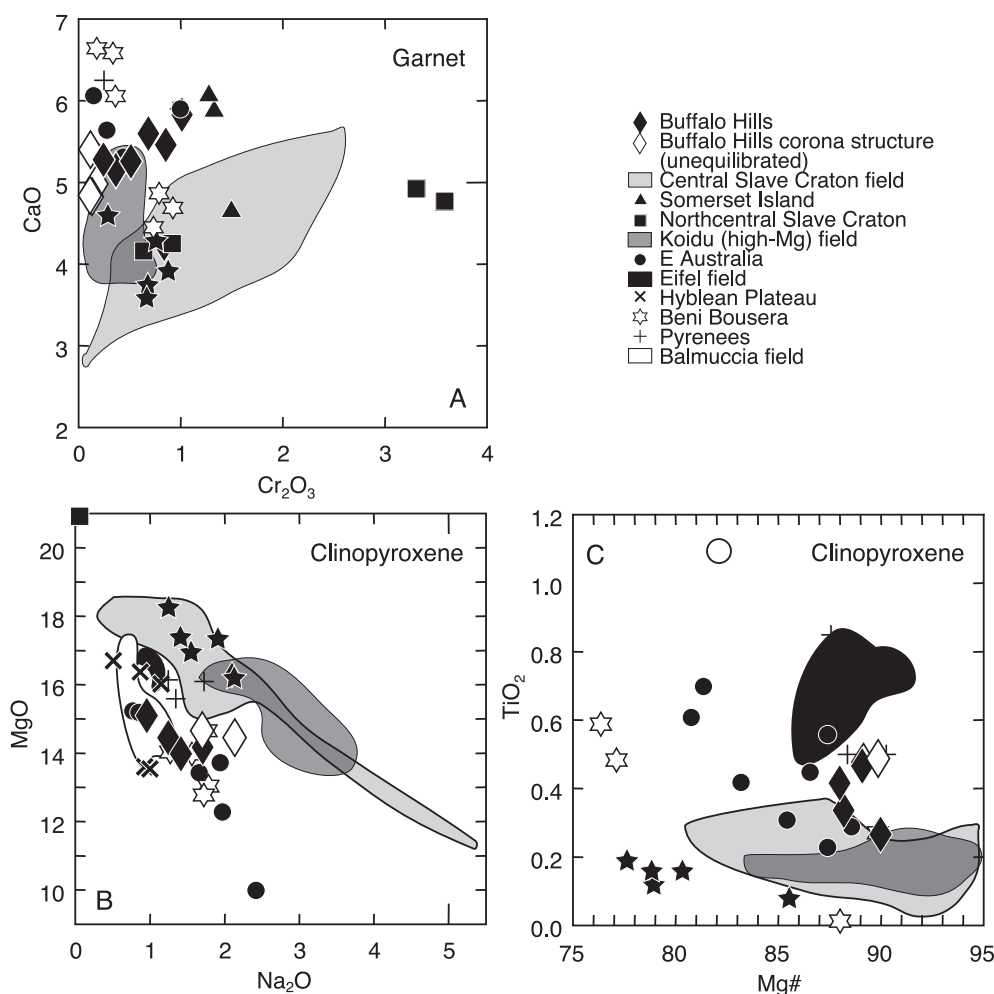 7
6
5
4
3
2
CaO
Garnet
A
0
1
2
3
4
Cr₂O₃
Buffalo Hills
Buffalo Hills corona structure
(unequilibrated)
Central Slave Craton field
Somerset Island
Northcentral Slave Craton
Koidu (high-Mg) field
E Australia
Eifel field
Hyblean Plateau
Beni Bousera
Pyrenees
Balmuccia field
20
18
16
14
12
10
MgO
Clinopyroxene
B
0
1
2
3
4
5
Na₂O
1.2
1.0
0.8
0.6
0.4
0.2
0.0
TiO₂
C
Clinopyroxene
75
80
85
90
95
Mg#